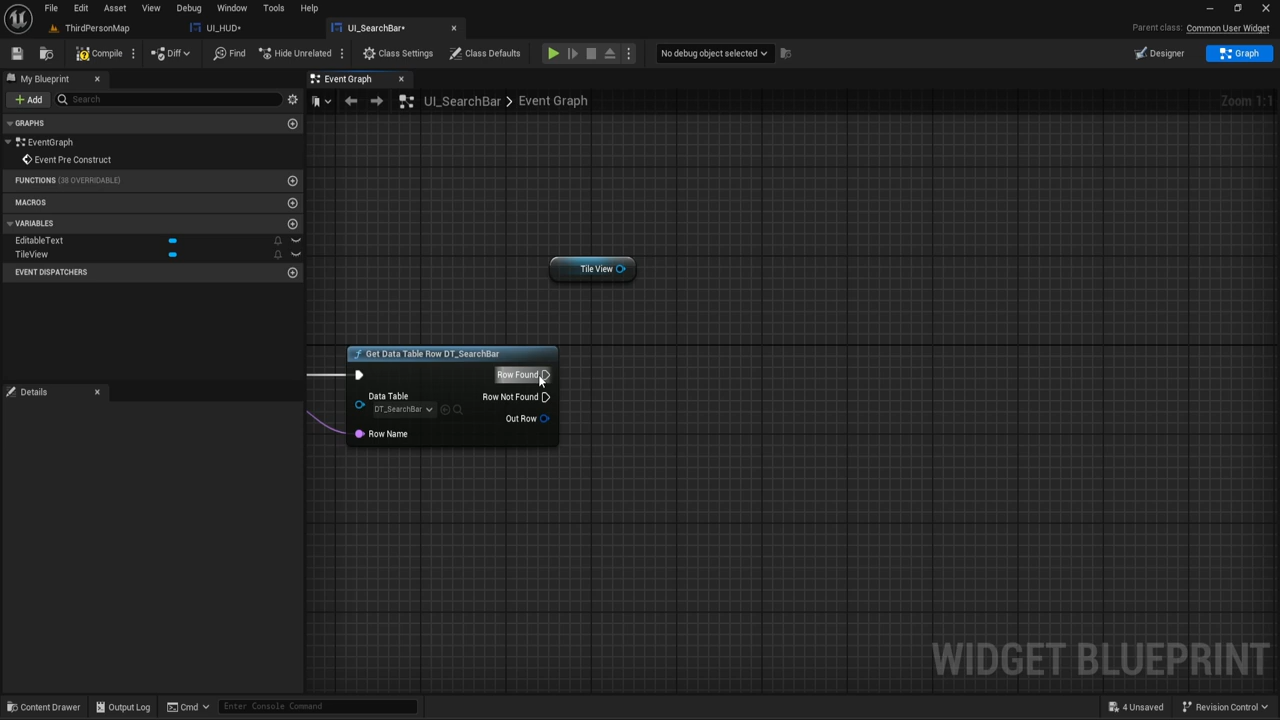 File Edit Asset View Debug Window Tools Help
ThirdPersonMap UI_HUD* UI_SearchBar* Parent class: Common User Widget
Compile Diff Find Hide Unrelated Class Settings Class Defaults No debug object selected Designer Graph
My Blueprint Event Graph
Add Search UI_SearchBar > Event Graph Zoom 1:1
GRAPHS
EventGraph
Event Pre Construct
FUNCTIONS (38 OVERRIDABLE)
MACROS
VARIABLES
EditableText
TileView
EVENT DISPATCHERS
Tile View
Get Data Table Row DT_SearchBar
Row Found
Data Table Row Not Found
DT_SearchBar
Out Row
Row Name
Details
WIDGET BLUEPRINT
Content Drawer Output Log Cmd Enter Console Command 4 Unsaved Revision Control